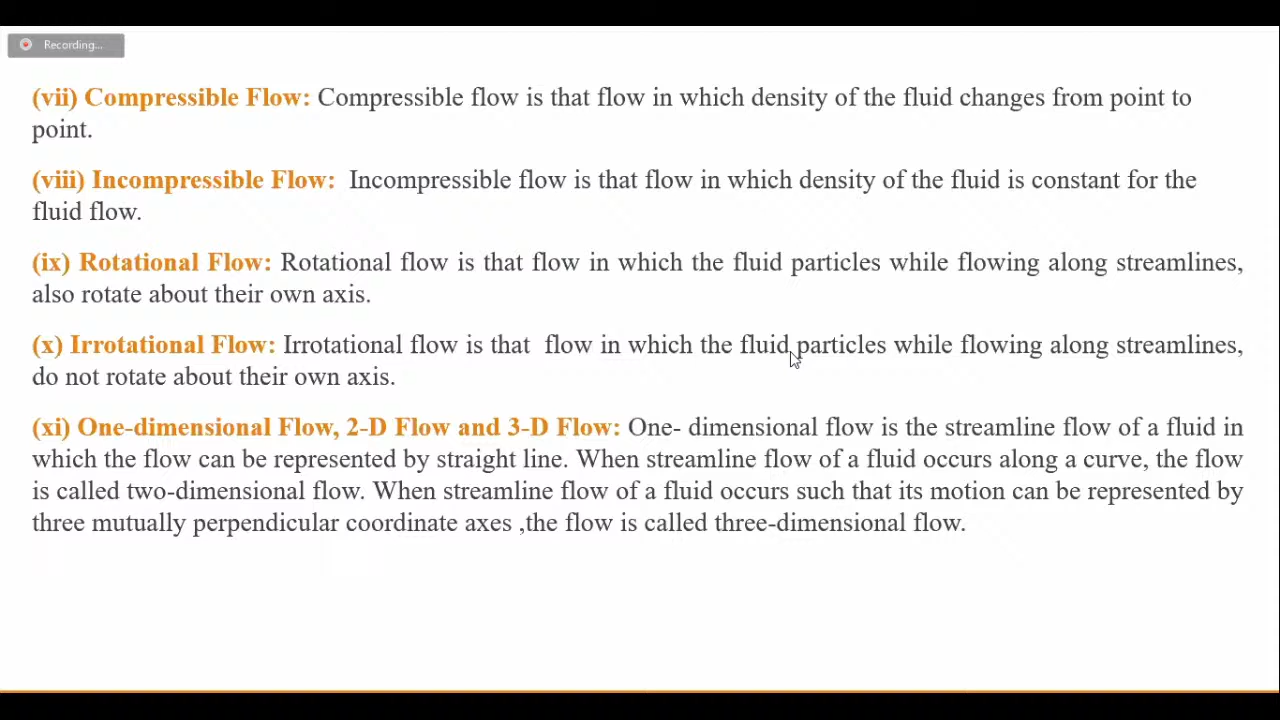 Recording...
(vii) Compressible Flow: Compressible flow is that flow in which density of the fluid changes from point to
point.
(viii) Incompressible Flow: Incompressible flow is that flow in which density of the fluid is constant for the
fluid flow.
(ix) Rotational Flow: Rotational flow is that flow in which the fluid particles while flowing along streamlines,
also rotate about their own axis.
(x) Irrotational Flow: Irrotational flow is that flow in which the fluid particles while flowing along streamlines,
do not rotate about their own axis.
(xi) One-dimensional Flow, 2-D Flow and 3-D Flow: One- dimensional flow is the streamline flow of a fluid in
which the flow can be represented by straight line. When streamline flow of a fluid occurs along a curve, the flow
is called two-dimensional flow. When streamline flow of a fluid occurs such that its motion can be represented by
three mutually perpendicular coordinate axes ,the flow is called three-dimensional flow.